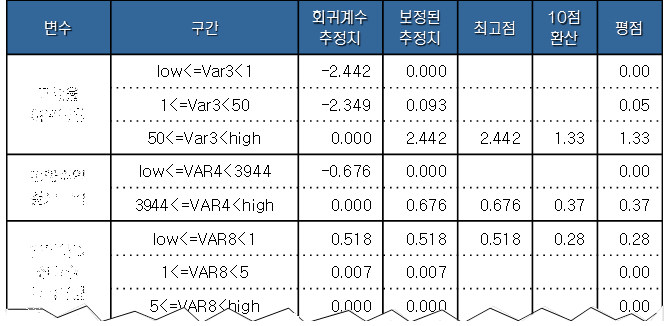 변수 구간 회귀계수 추정치 보정된 추정치 최고점 10점 환산 평점
low<=Var3<1 -2.442 0.000 0.00
1<=Var3<50 -2.349 0.093 0.05
50<=Var3<high 0.000 2.442 2.442 1.33 1.33
low<=VAR4<3944 -0.676 0.000 0.00
3944<=VAR4<high 0.000 0.676 0.676 0.37 0.37
low<=VAR8<1 0.518 0.518 0.518 0.28 0.28
1<=VAR8<5 0.007 0.007 0.00
5<=VAR8<high 0.000 0.000 0.00